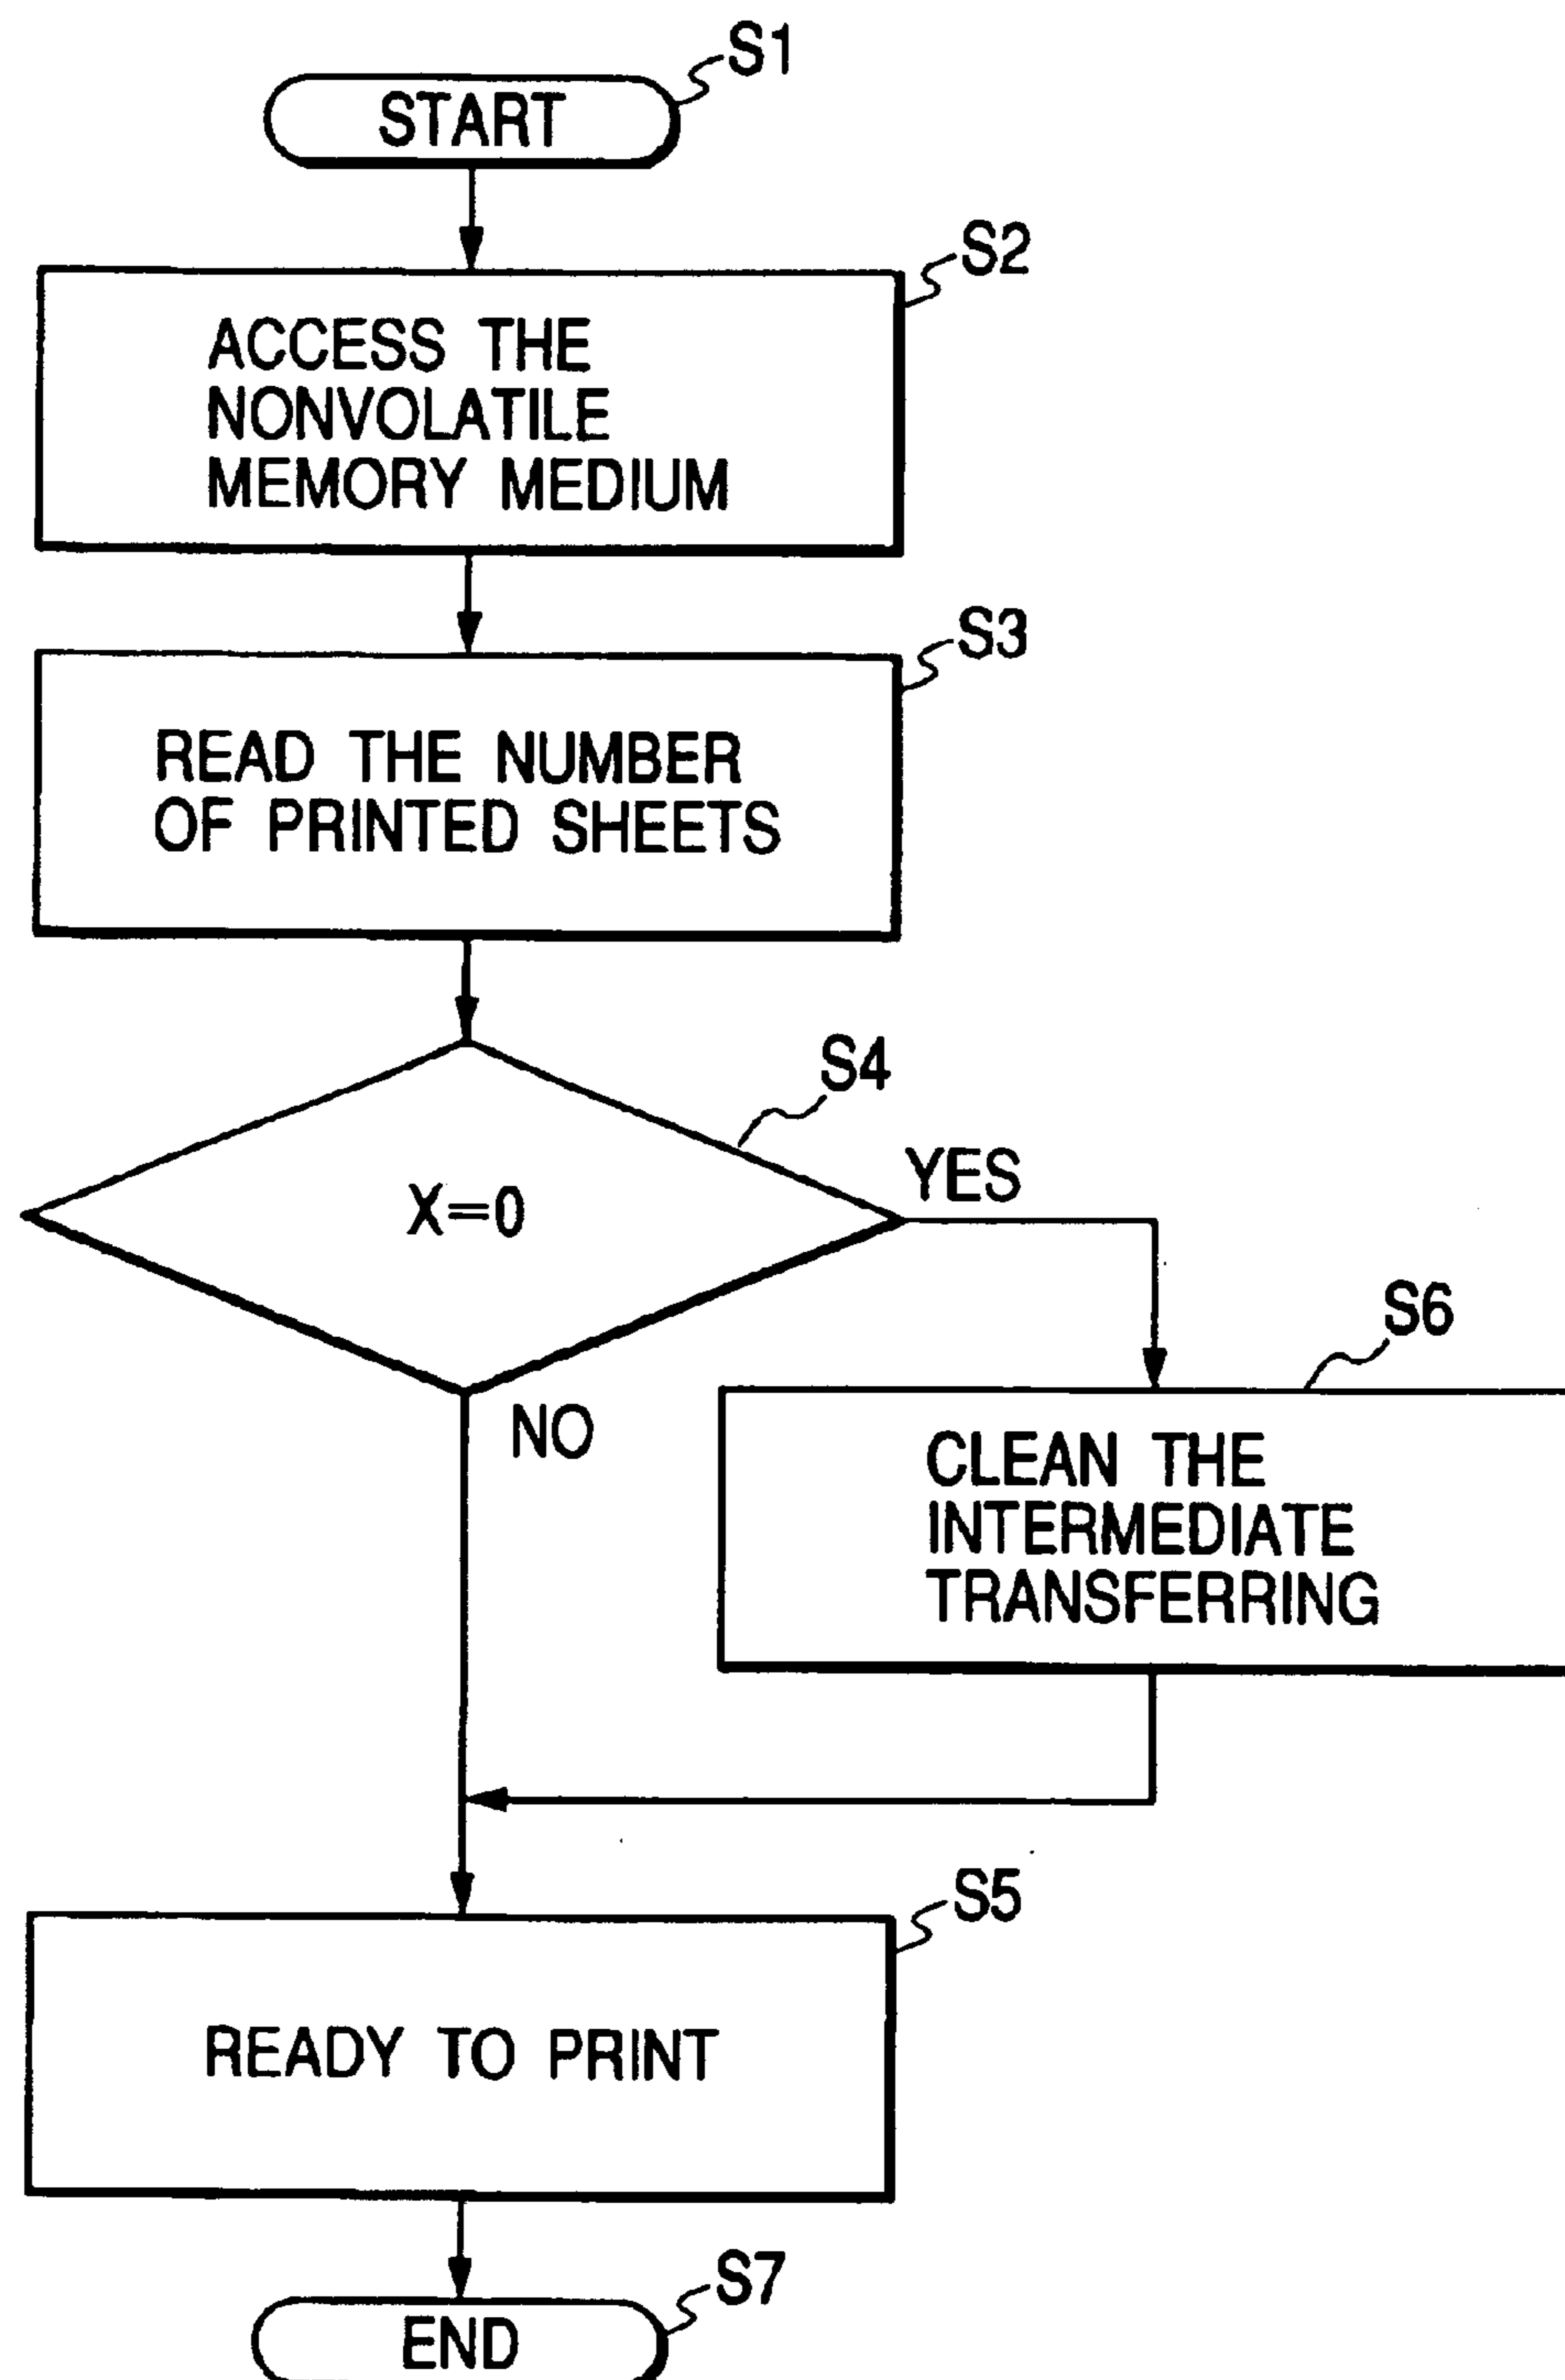 S1
START
S2
ACCESS THE
NONVOLATILE
MEMORY MEDIUM
S3
READ THE NUMBER
OF PRINTED SHEETS
S4
X=0
YES
NO
S6
CLEAN THE
INTERMEDIATE
TRANSFERRING
S5
READY TO PRINT
S7
END